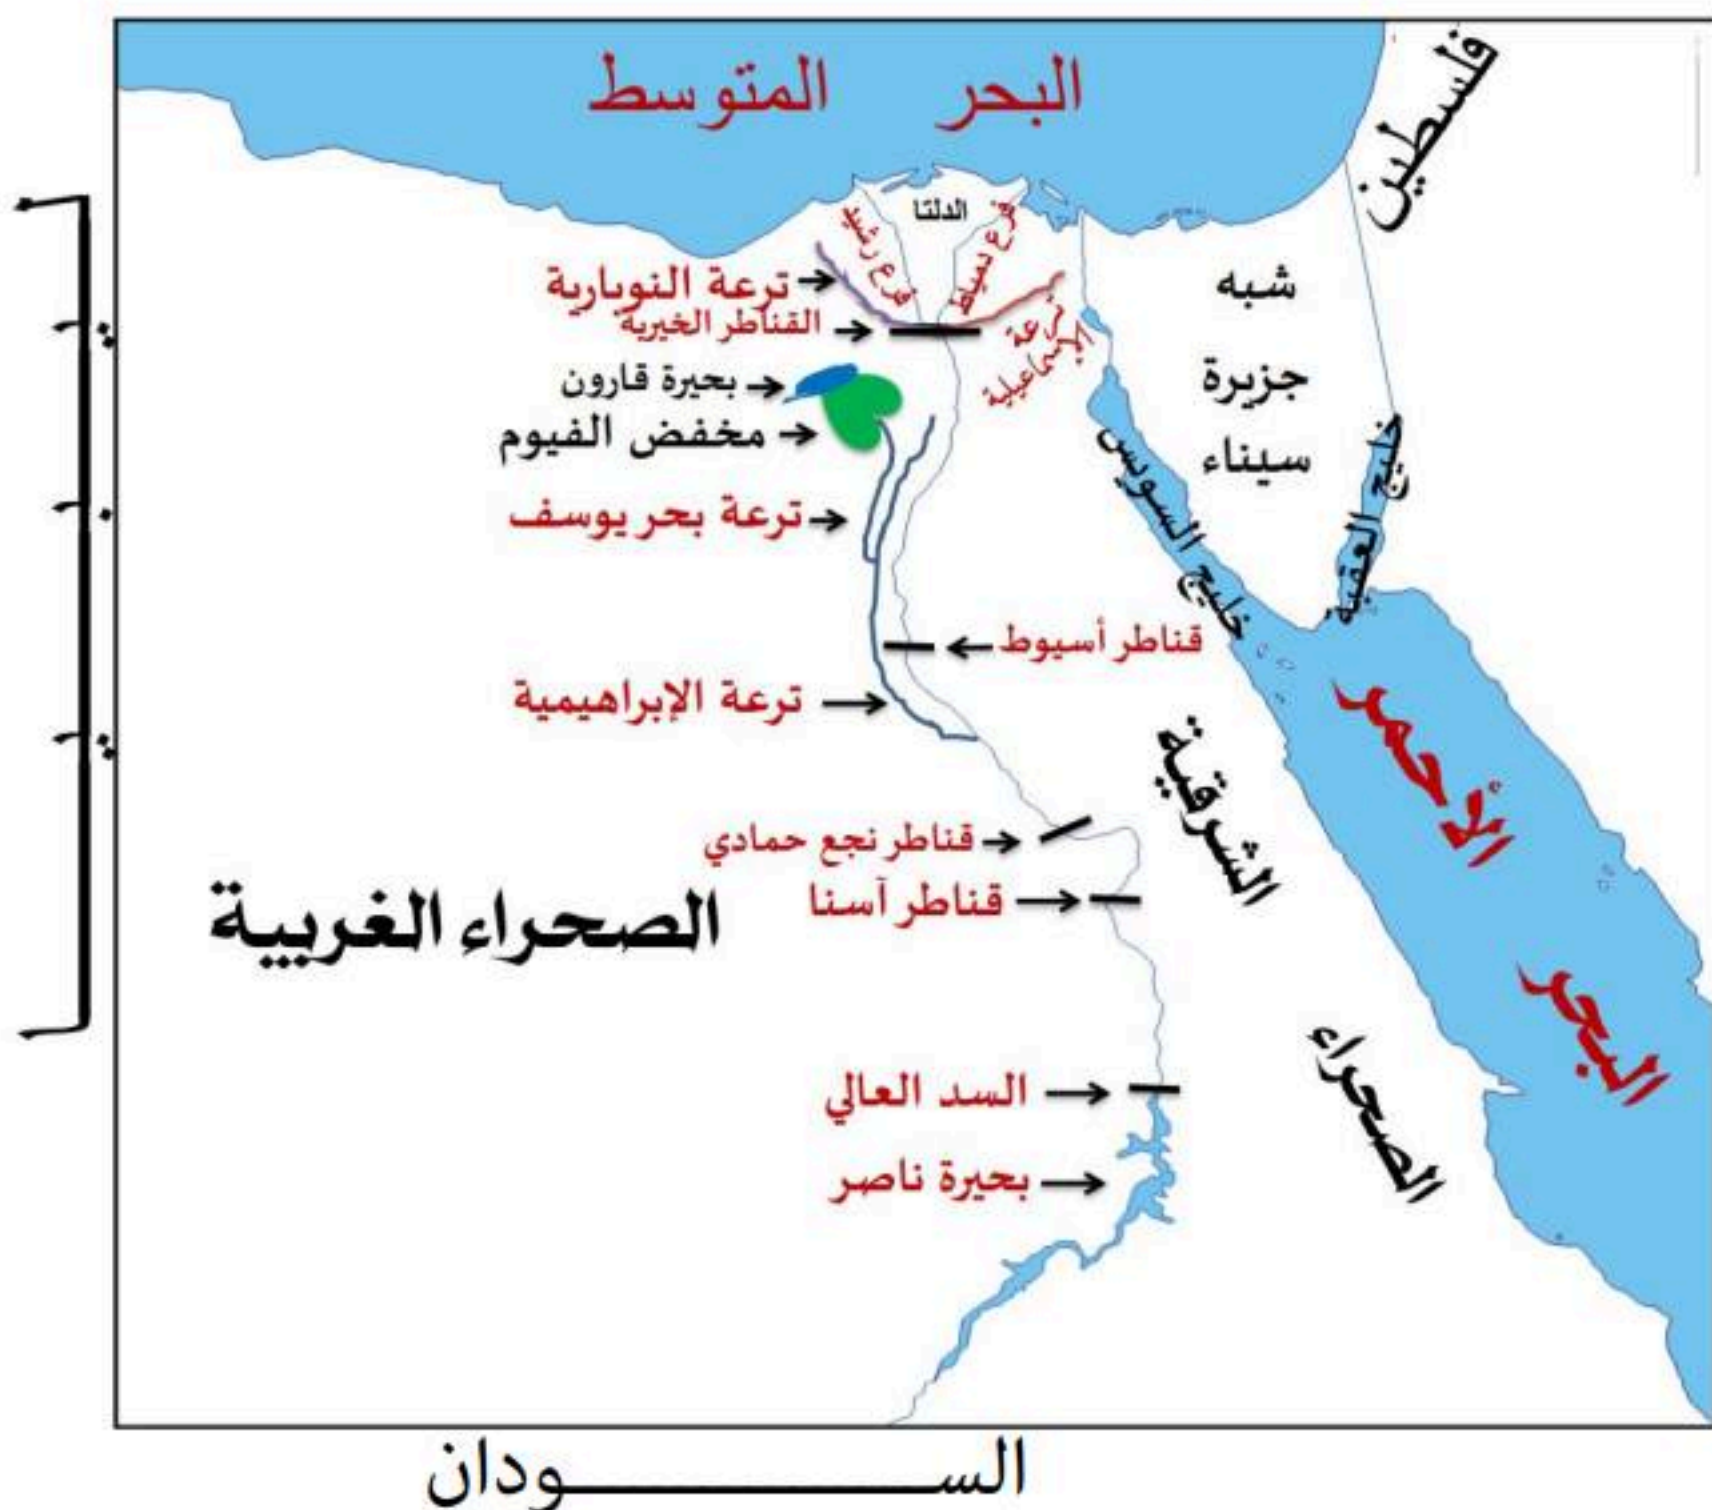 البحر المتوسط
فلسطين
الدلتا
فرع رشيد
فرع دمياط
ترعة النوبارية
القناطر الخيرية
ترعة
الإسماعيلية
بحيرة قارون
مخفض الفيوم
شبه
جزيرة
سيناء
خليج السويس
خليج العقبة
ترعة بحر يوسف
قناطر أسيوط
ترعة الإبراهيمية
ليبيا
البحر الأحمر
الصحراء الشرقية
قناطر نجع حمادي
قناطر آسنا
الصحراء الغربية
السد العالي
بحيرة ناصر
الســــــــودان